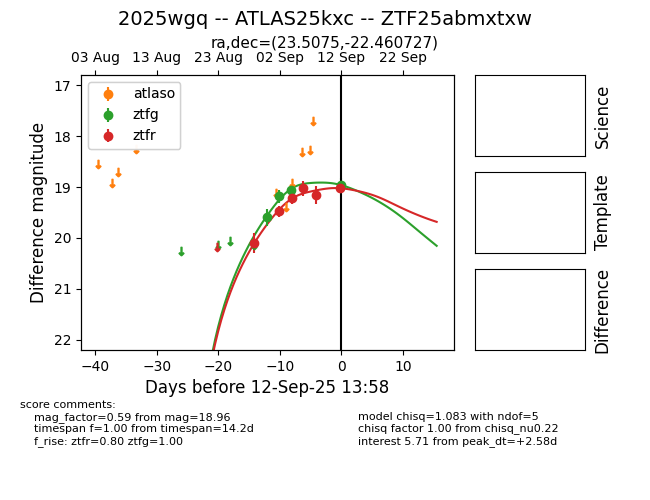 2025wgq -- ATLAS25kxc -- ZTF25abmxtxw
ra,dec=(23.5075,-22.460727)
03 Aug 13 Aug 23 Aug 02 Sep 12 Sep 22 Sep
atlaso
ztfg
ztfr
17
18
19
20
21
22
Difference magnitude
−40 −30 −20 −10 0 10
Days before 12-Sep-25 13:58
Science
Template
Difference
score comments:
mag_factor=0.59 from mag=18.96
timespan f=1.00 from timespan=14.2d
f_rise: ztfr=0.80 ztfg=1.00
model chisq=1.083 with ndof=5
chisq factor 1.00 from chisq_nu0.22
interest 5.71 from peak_dt=+2.58d